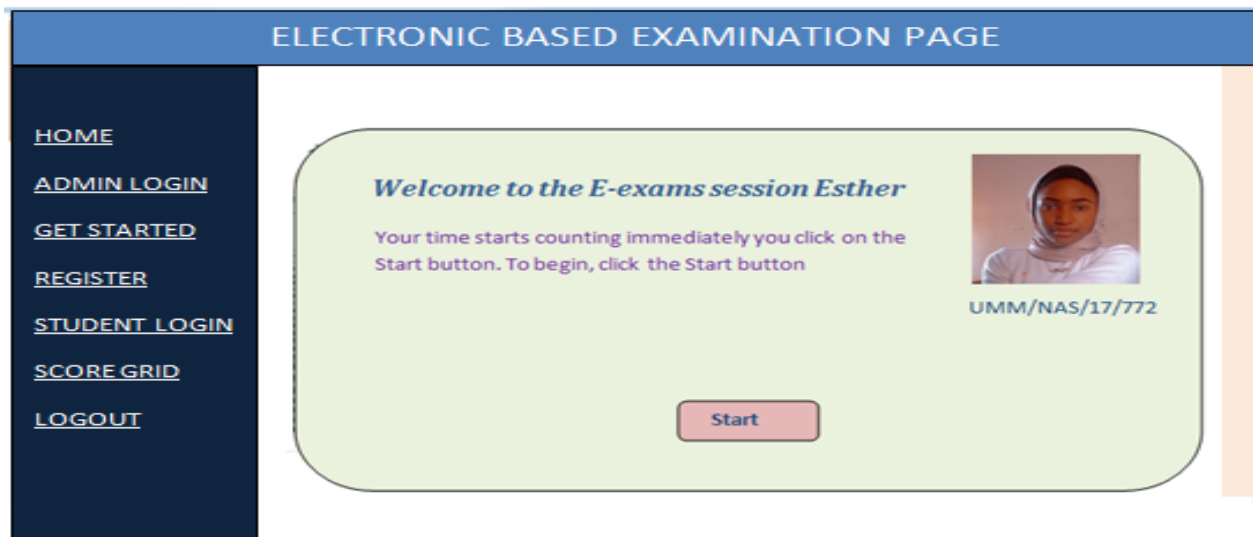 ELECTRONIC BASED EXAMINATION PAGE
HOME
ADMIN LOGIN
GET STARTED
REGISTER
STUDENT LOGIN
SCORE GRID
LOGOUT
Welcome to the E-exams session Esther
Your time starts counting immediately you click on the
Start button. To begin, click the Start button
UMM/NAS/17/772
Start